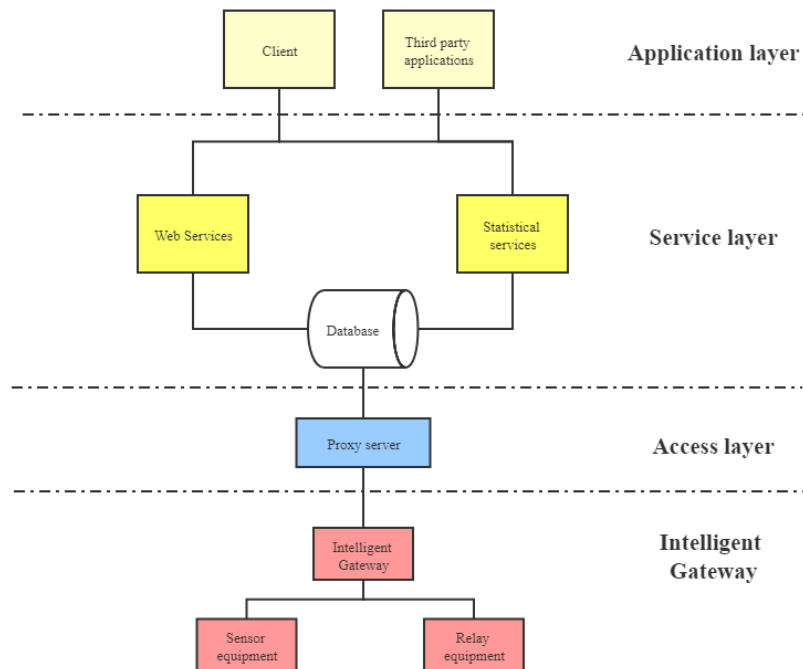 Client
Third party
applications
Application layer
Web Services
Statistical
services
Service layer
Database
Proxy server
Access layer
Intelligent
Gateway
Intelligent
Gateway
Sensor
equipment
Relay
equipment